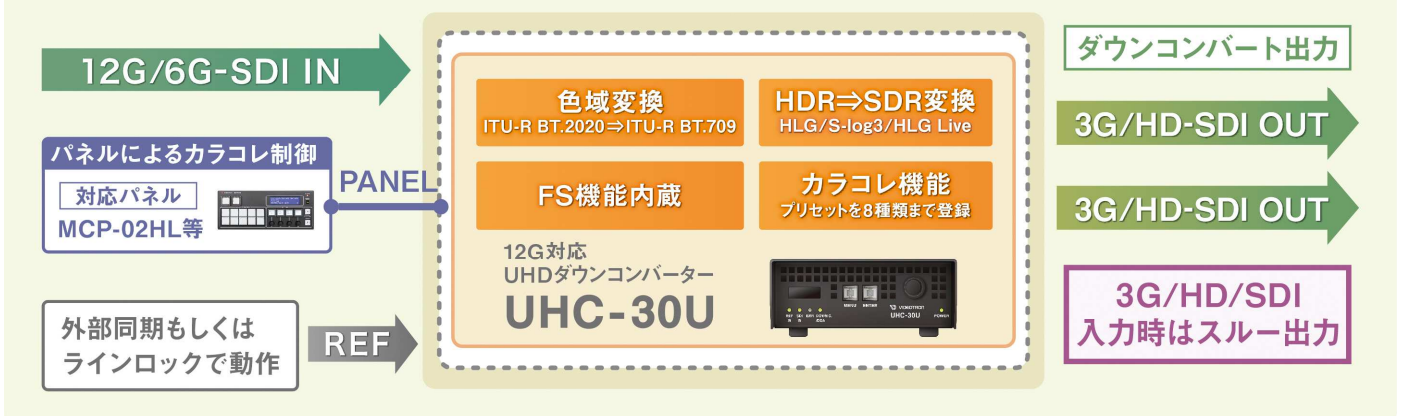 12G/6G-SDI IN
パネルによるカラコレ制御
対応パネル
MCP-02HL等
PANEL
外部同期もしくは
ラインロックで動作
REF
色域変換
ITU-R BT.2020⇒ITU-R BT.709
HDR⇒SDR変換
HLG/S-log3/HLG Live
FS機能内蔵
カラコレ機能
プリセットを8種類まで登録
12G対応
UHDダウンコンバーター
UHC-30U
MENU ENTER
VIDEOTRON
UHC-30U
POWER
ダウンコンバート出力
3G/HD-SDI OUT
3G/HD-SDI OUT
3G/HD/SDI
入力時はスルー出力